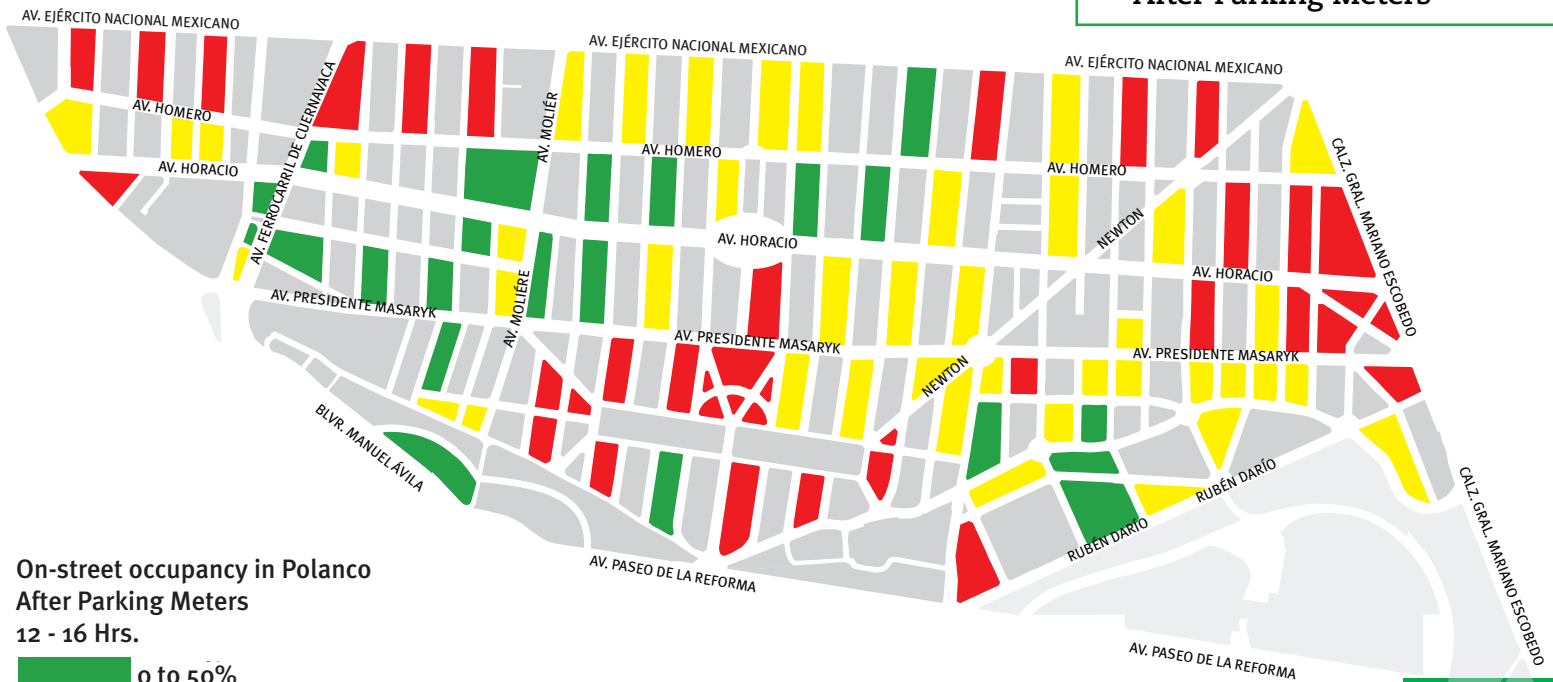 After Parking Meters
AV. EJÉRCITO NACIONAL MEXICANO
AV. EJÉRCITO NACIONAL MEXICANO
AV. EJÉRCITO NACIONAL MEXICANO
AV. HOMERO
AV. HOMERO
AV. HOMERO
AV. FERROCARRIL DE CUERNAVACA
AV. MOLIÉR
CALZ. GRAL. MARIANO ESCOBEDO
AV. HORACIO
AV. HORACIO
AV. HORACIO
NEWTON
AV. PRESIDENTE MASARYK
AV. MOLIÉRE
AV. PRESIDENTE MASARYK
AV. PRESIDENTE MASARYK
NEWTON
BLVR. MANUEL ÁVILA
RUBÉN DARÍO
RUBÉN DARÍO
CALZ. GRAL. MARIANO ESCOBEDO
AV. PASEO DE LA REFORMA
AV. PASEO DE LA REFORMA
On-street occupancy in Polanco
After Parking Meters
12 - 16 Hrs.
0 to 50%